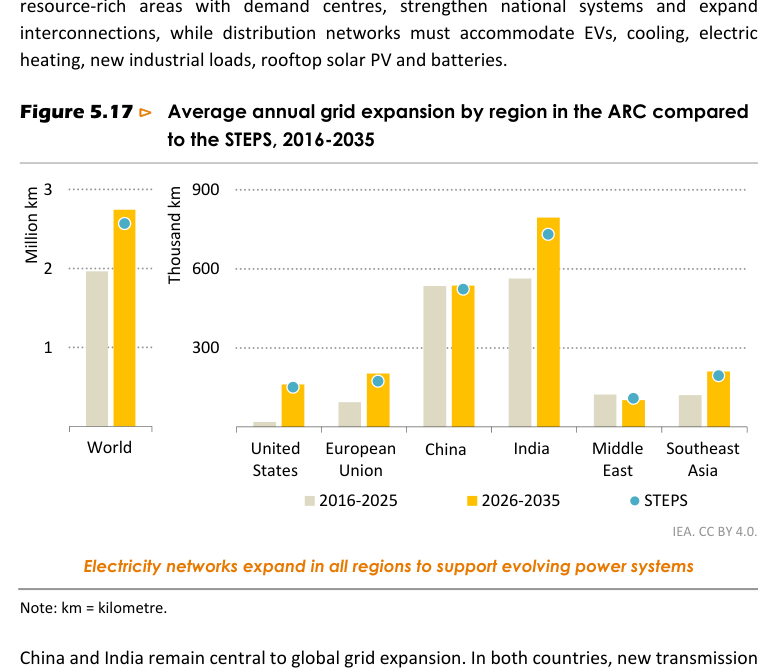 resource-rich areas with demand centres, strengthen national systems and expand
interconnections, while distribution networks must accommodate EVs, cooling, electric
heating, new industrial loads, rooftop solar PV and batteries.
Figure 5.17 ▻ Average annual grid expansion by region in the ARC compared
to the STEPS, 2016-2035
Million km
3
2
1
World
Thousand km
900
600
300
United States
European Union
China
India
Middle East
Southeast Asia
2016-2025 2026-2035 STEPS
IEA. CC BY 4.0.
Electricity networks expand in all regions to support evolving power systems
Note: km = kilometre.
China and India remain central to global grid expansion. In both countries, new transmission